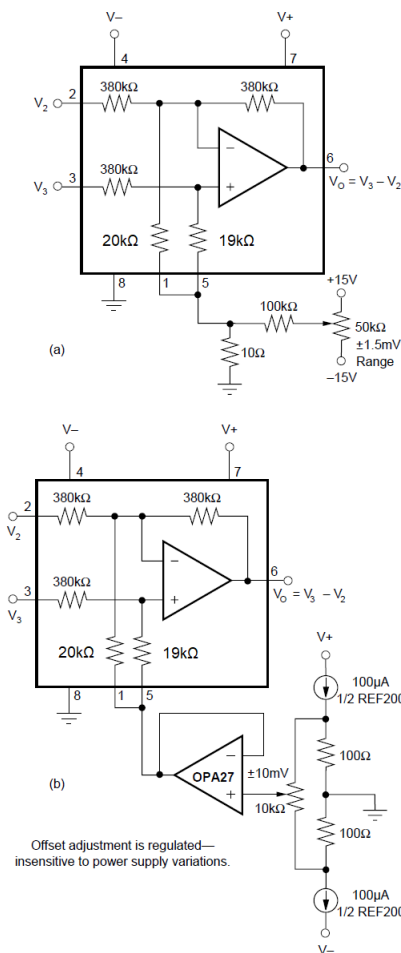 V– V+
4 7
380kΩ 380kΩ
2
V2
–
6
380kΩ
3
V3
+
VO = V3 – V2
20kΩ 19kΩ
8 1 5
+15V
100kΩ
50kΩ
±1.5mV
Range
(a)
10Ω
–15V
V– V+
4 7
380kΩ 380kΩ
2
V2
–
6
380kΩ
3
V3
+
VO = V3 – V2
20kΩ 19kΩ
V+
8 1 5
100µA
1/2 REF200
–
OPA27
+
±10mV
10kΩ
100Ω
(b)
100Ω
Offset adjustment is regulated—
insensitive to power supply variations.
100µA
1/2 REF200
V–